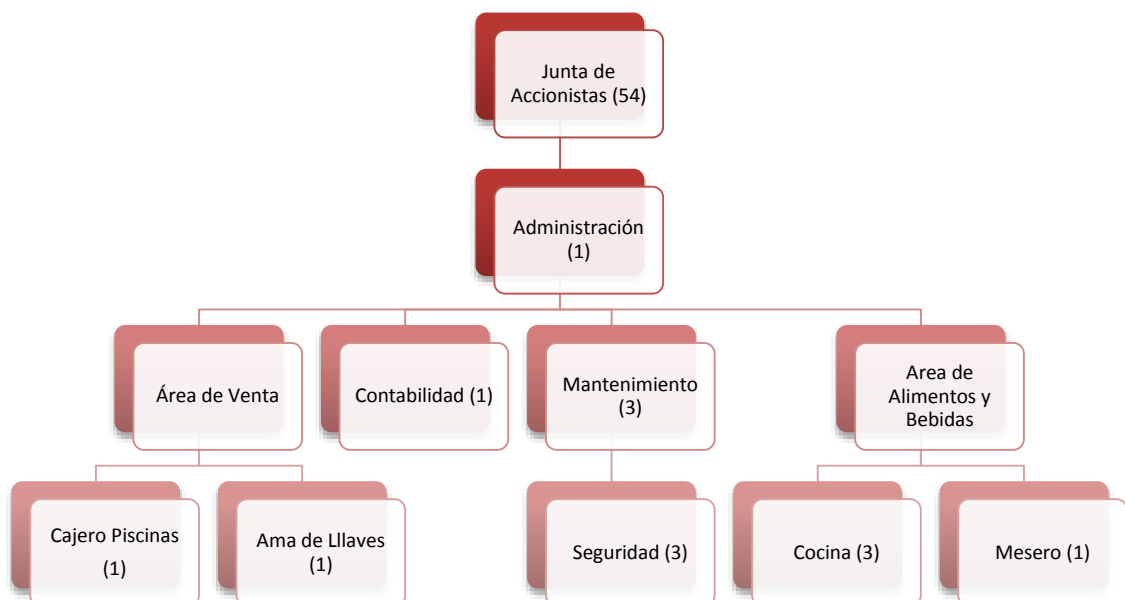 Junta de
Accionistas (54)
Administración
(1)
Área de Venta
Contabilidad (1)
Mantenimiento
(3)
Area de
Alimentos y
Bebidas
Cajero Piscinas
(1)
Ama de Lllaves
(1)
Seguridad (3)
Cocina (3)
Mesero (1)